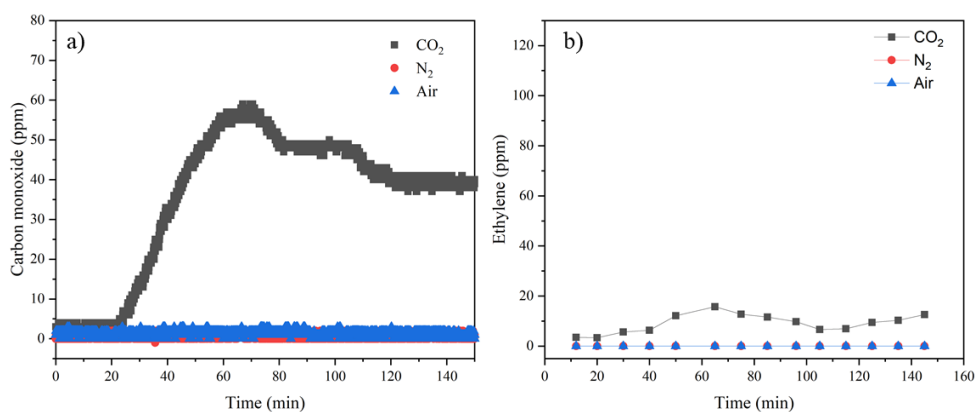 a)
CO₂
N₂
Air
80
70
60
50
40
30
20
10
0
Carbon monoxide (ppm)
0 20 40 60 80 100 120 140
Time (min)
b)
CO₂
N₂
Air
120
100
80
60
40
20
0
Ethylene (ppm)
0 20 40 60 80 100 120 140 160
Time (min)